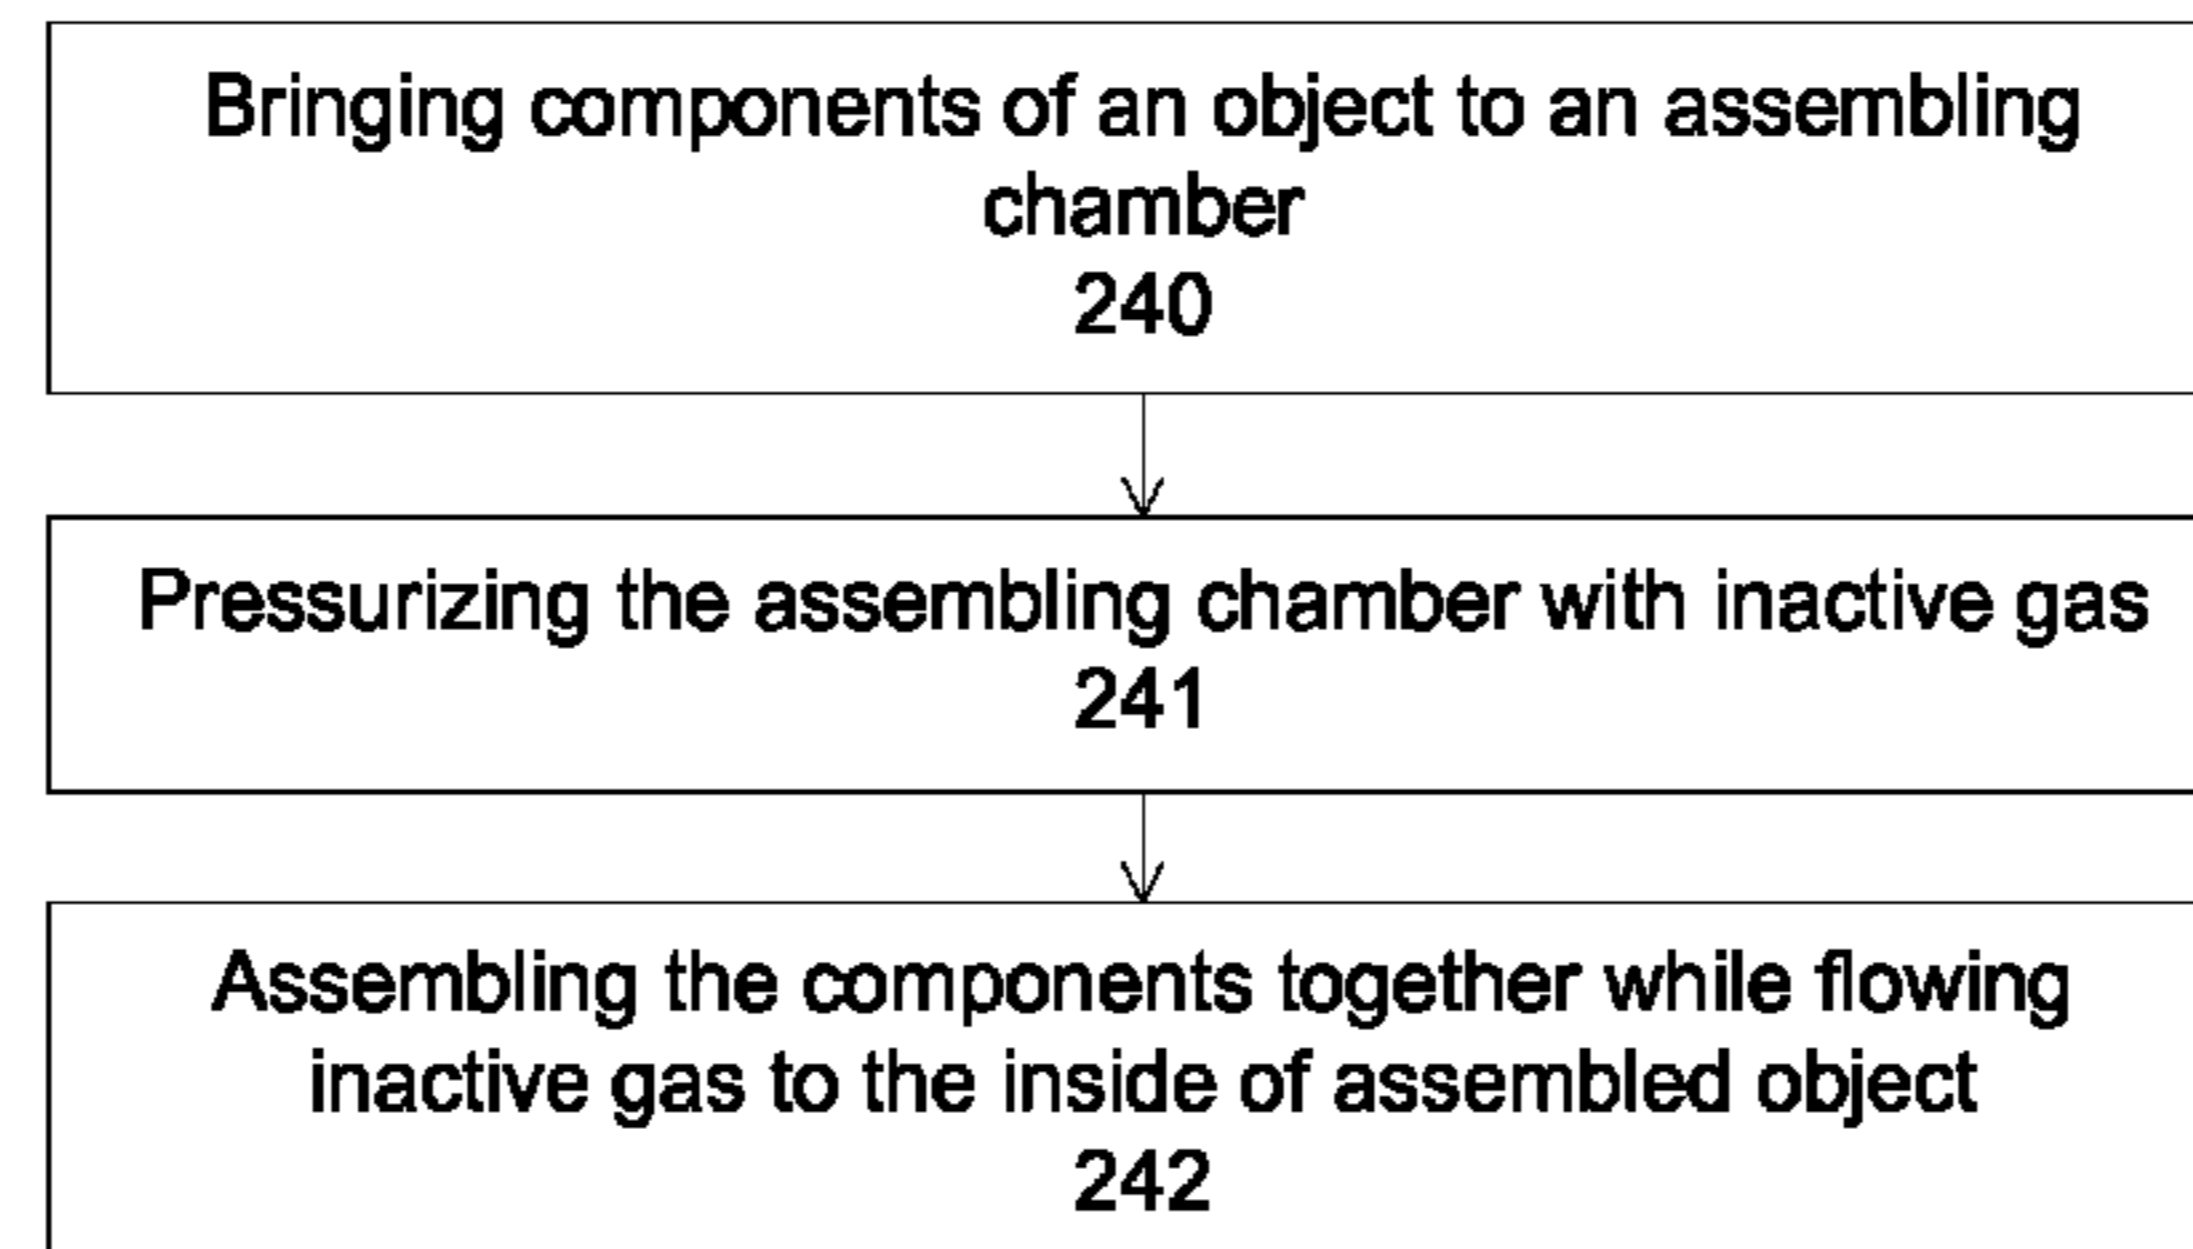 Bringing components of an object to an assembling
chamber
240
Pressurizing the assembling chamber with inactive gas
241
Assembling the components together while flowing
inactive gas to the inside of assembled object
242